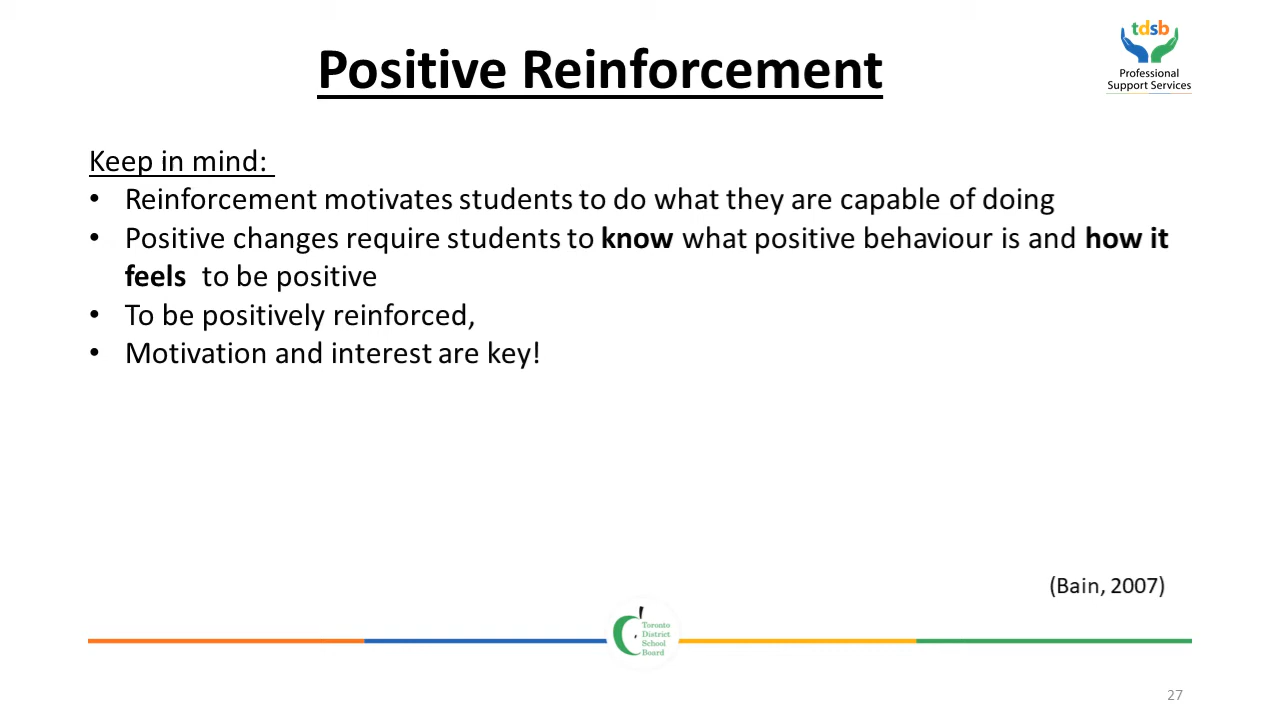 Positive Reinforcement
tdsb
Professional
Support Services
Keep in mind:
• Reinforcement motivates students to do what they are capable of doing
• Positive changes require students to know what positive behaviour is and how it
feels to be positive
• To be positively reinforced,
• Motivation and interest are key!
(Bain, 2007)
Toronto
District
School
Board
27